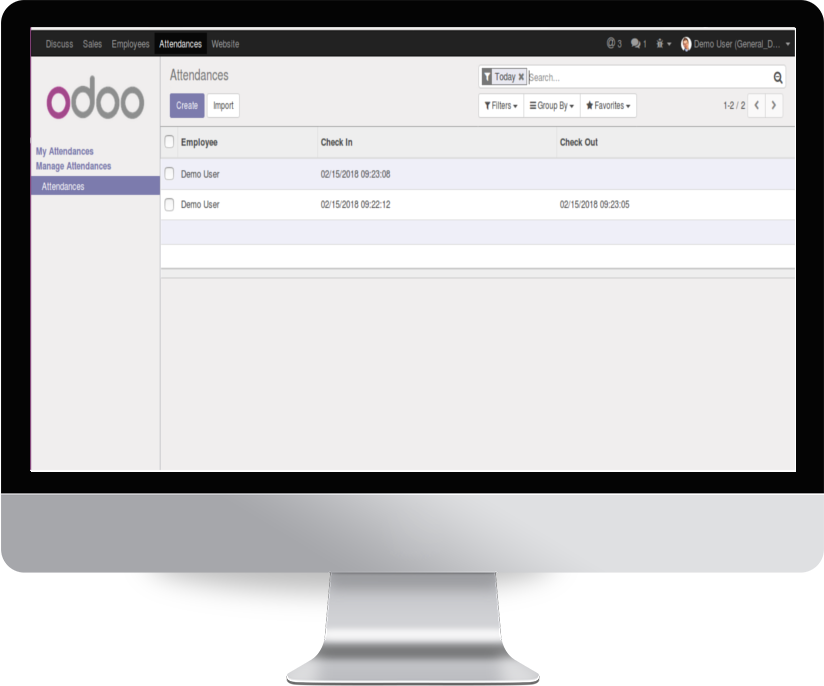 Discuss Sales Employees Attendances Website @ 3 1 Demo User (General_D...
odoo
Attendances
Today × Search...
Create Import
Filters Group By Favorites 1-2 / 2
My Attendances
Manage Attendances
Attendances
Employee Check In Check Out
Demo User 02/15/2018 09:23:08
Demo User 02/15/2018 09:22:12 02/15/2018 09:23:05